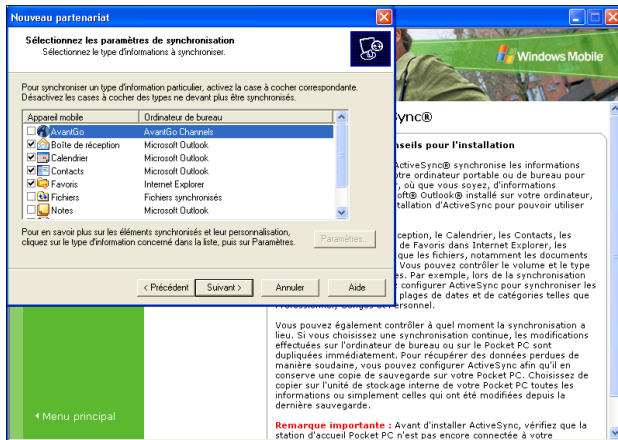 Nouveau partenariat
Sélectionnez les paramètres de synchronisation
Sélectionnez le type d'informations à synchroniser.
Pour synchroniser un type d'information particulier, activez la case à cocher correspondante.
Désactivez les cases à cocher des types ne devant plus être synchronisés.
Appareil mobile Ordinateur de bureau
AvantGo AvantGo Channels
Boîte de réception Microsoft Outlook
Calendrier Microsoft Outlook
Contacts Microsoft Outlook
Favoris Internet Explorer
Fichiers Fichiers synchronisés
Notes Microsoft Outlook
Pour en savoir plus sur les éléments synchronisés et leur personnalisation,
cliquez sur le type d'information concerné dans la liste, puis sur Paramètres.
Paramètres...
< Précédent Suivant > Annuler Aide
Windows Mobile
Sync®
nseils pour l'installation
ActiveSync® synchronise les informations
otre ordinateur portable ou de bureau pour
r, où que vous soyez, d'informations
oft® Outlook® installé sur votre ordinateur,
tallation d'ActiveSync pour pouvoir utiliser
ception, le Calendrier, les Contacts, les
de Favoris dans Internet Explorer, les
que les fichiers, notamment les documents
Vous pouvez contrôler le volume et le type
es. Par exemple, lors de la synchronisation
z configurer ActiveSync pour synchroniser les
plages de dates et de catégories telles que
Professionnel, Congés et Personnel.
Vous pouvez également contrôler à quel moment la synchronisation a
lieu. Si vous choisissez une synchronisation continue, les modifications
effectuées sur l'ordinateur de bureau ou sur le Pocket PC sont
dupliquées immédiatement. Pour récupérer des données perdues de
manière soudaine, vous pouvez configurer ActiveSync afin qu'il en
conserve une copie de sauvegarde sur votre Pocket PC. Choisissez de
copier sur l'unité de stockage interne de votre Pocket PC toutes les
informations ou simplement celles qui ont été modifiées depuis la
dernière sauvegarde.
Remarque importante : Avant d'installer ActiveSync, vérifiez que la
station d'accueil Pocket PC n'est pas encore connectée à votre
Menu principal